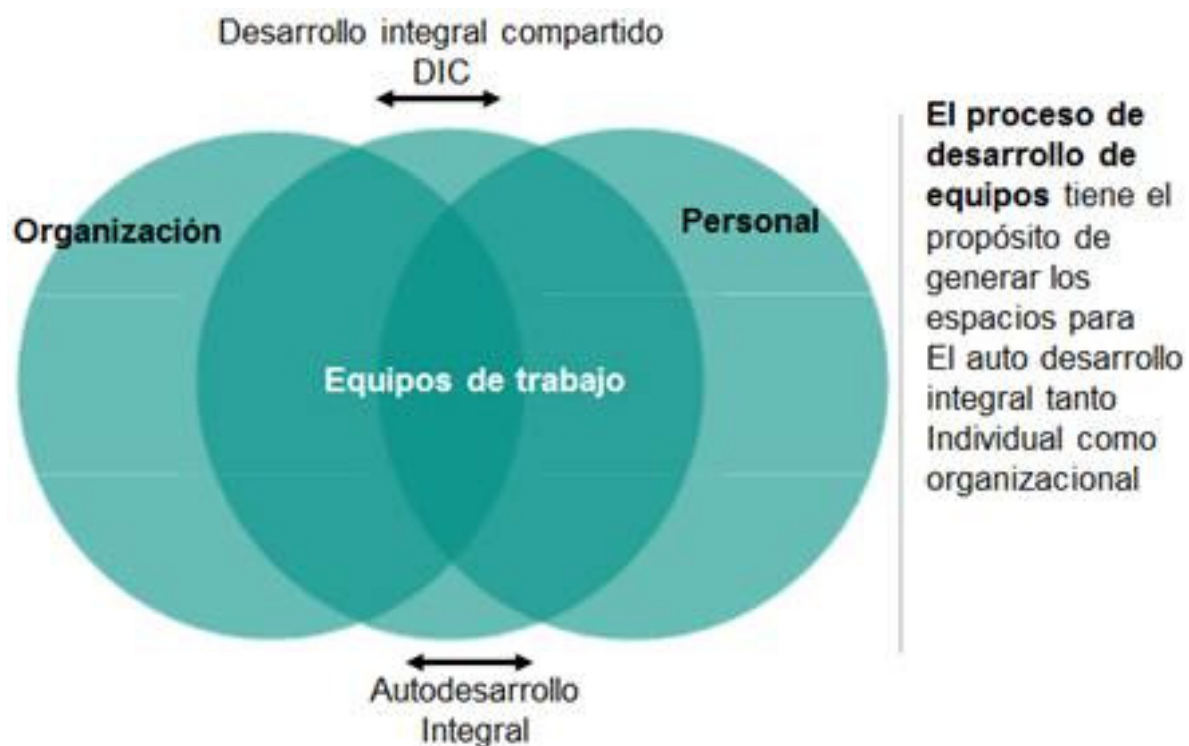 Desarrollo integral compartido
DIC
Organización
Personal
Equipos de trabajo
Autodesarrollo
Integral
El proceso de
desarrollo de
equipos tiene el
propósito de
generar los
espacios para
El auto desarrollo
integral tanto
Individual como
organizacional